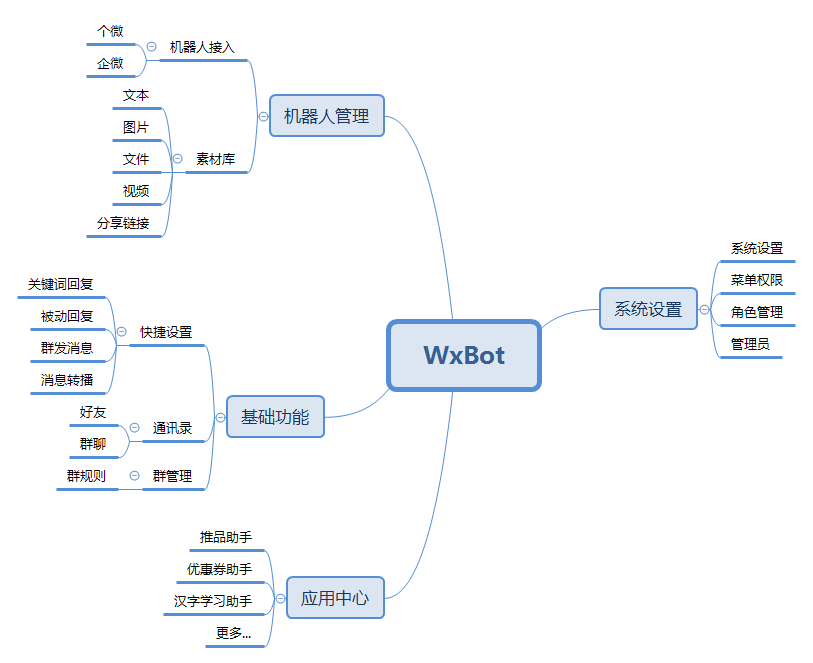 个微
企微
机器人接入
文本
图片
文件
视频
分享链接
素材库
机器人管理
关键词回复
被动回复
群发消息
消息转播
快捷设置
好友
群聊
通讯录
群规则
群管理
基础功能
推品助手
优惠券助手
汉字学习助手
更多...
应用中心
WxBot
系统设置
系统设置
菜单权限
角色管理
管理员